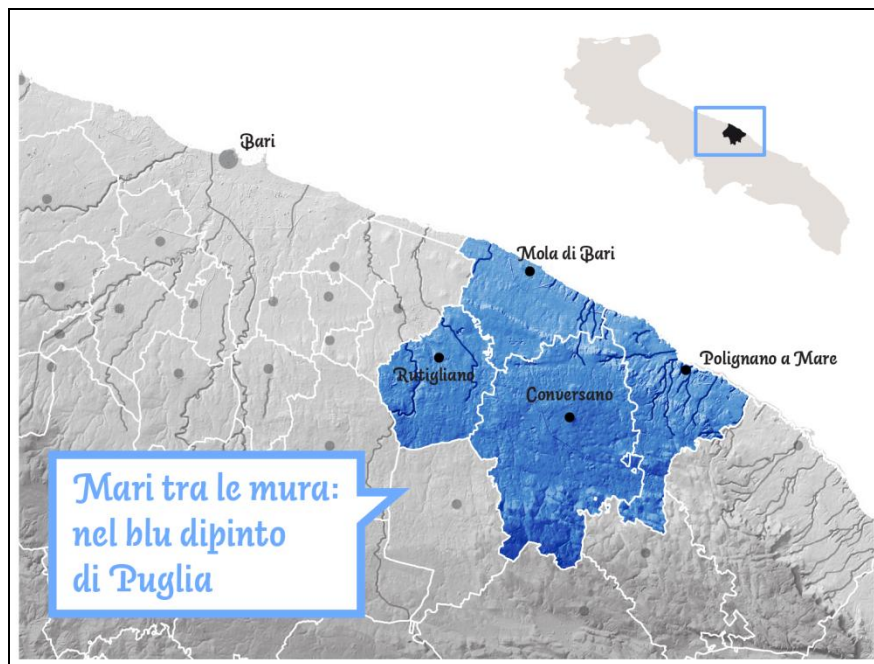 Bari
Mola di Bari
Polignano a Mare
Rutigliano
Conversano
Mari tra le mura:
nel blu dipinto
di Puglia